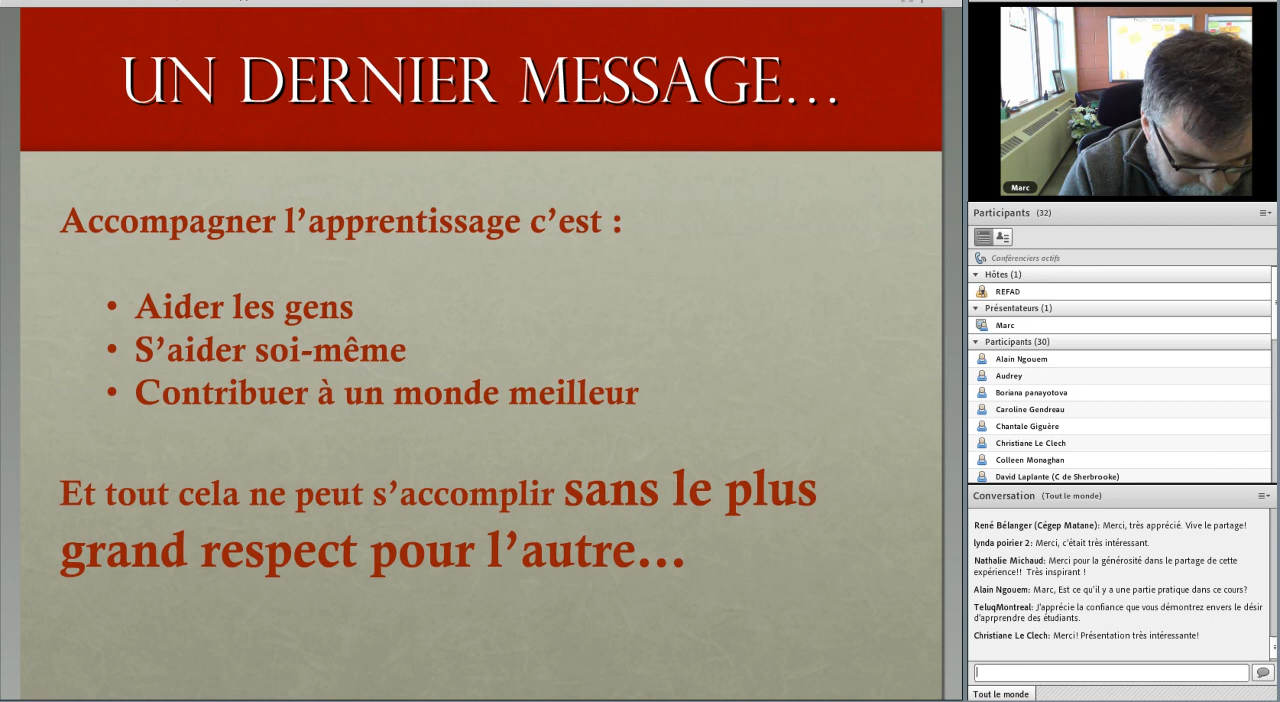 UN DERNIER MESSAGE...
Accompagner l'apprentissage c'est :
• Aider les gens
• S'aider soi-même
• Contribuer à un monde meilleur
Et tout cela ne peut s'accomplir sans le plus
grand respect pour l'autre...
Marc
Participants (32)
Conférenciers actifs
Hôtes (1)
REFAD
Présentateurs (1)
Marc
Participants (30)
Alain Ngouem
Audrey
Boriana panayotova
Caroline Gendreau
Chantale Giguère
Christiane Le Clech
Colleen Monaghan
David Laplante (C de Sherbrooke)
Conversation (Tout le monde)
René Bélanger (Cégep Matane): Merci, très apprécié. Vive le partage!
lynda poirier 2: Merci, c'était très intéressant.
Nathalie Michaud: Merci pour la générosité dans le partage de cette
expérience!! Très inspirant !
Alain Ngouem: Marc, Est ce qu'il y a une partie pratique dans ce cours?
TeluqMontreal: J'apprécie la confiance que vous démontrez envers le désir
d'aprprendre des étudiants.
Christiane Le Clech: Merci! Présentation très intéressante!
Tout le monde